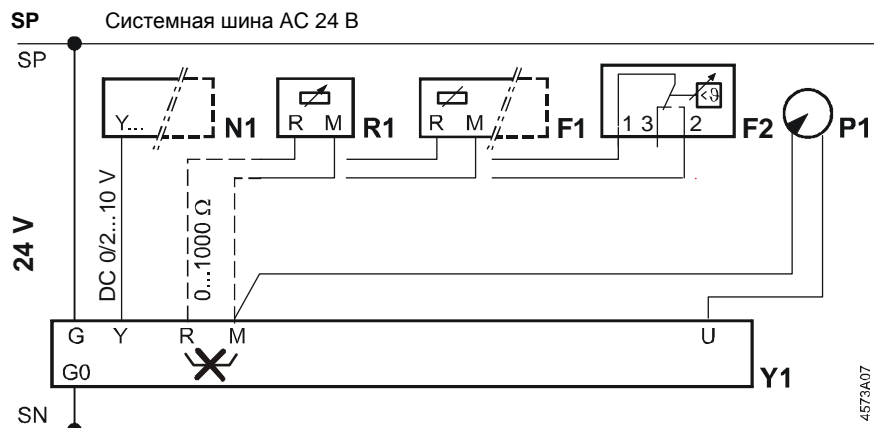 SP Системная шина AC 24 В
SP
Y... N1 R M R1 R M F1 1 3 2 <ϑ F2 P1
24 V
DC 0/2...10 V
0...1000 Ω
G Y R M U
G0
Y1
SN
4573A07